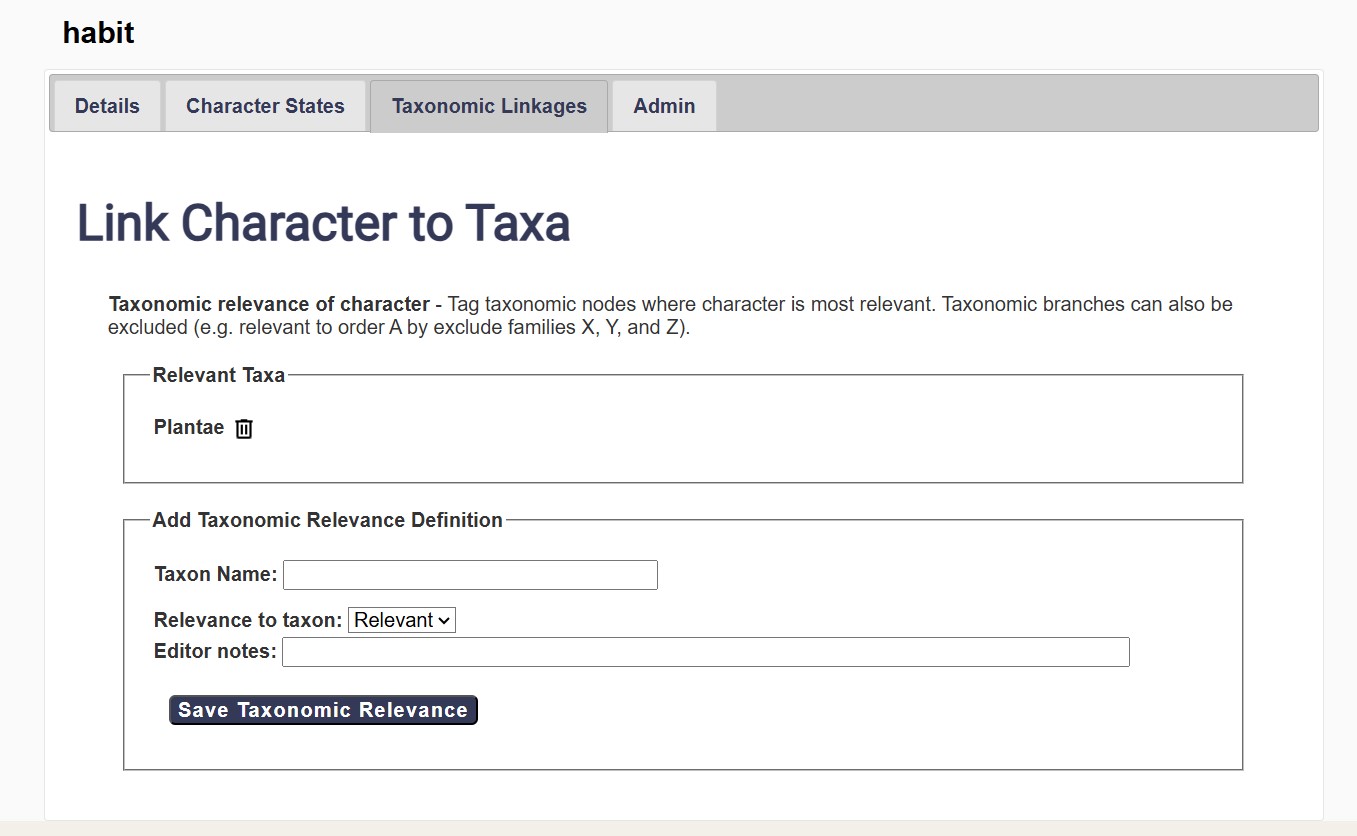 habit
Details Character States Taxonomic Linkages Admin
Link Character to Taxa
Taxonomic relevance of character - Tag taxonomic nodes where character is most relevant. Taxonomic branches can also be
excluded (e.g. relevant to order A by exclude families X, Y, and Z).
Relevant Taxa
Plantae
Add Taxonomic Relevance Definition
Taxon Name:
Relevance to taxon: Relevant
Editor notes:
Save Taxonomic Relevance